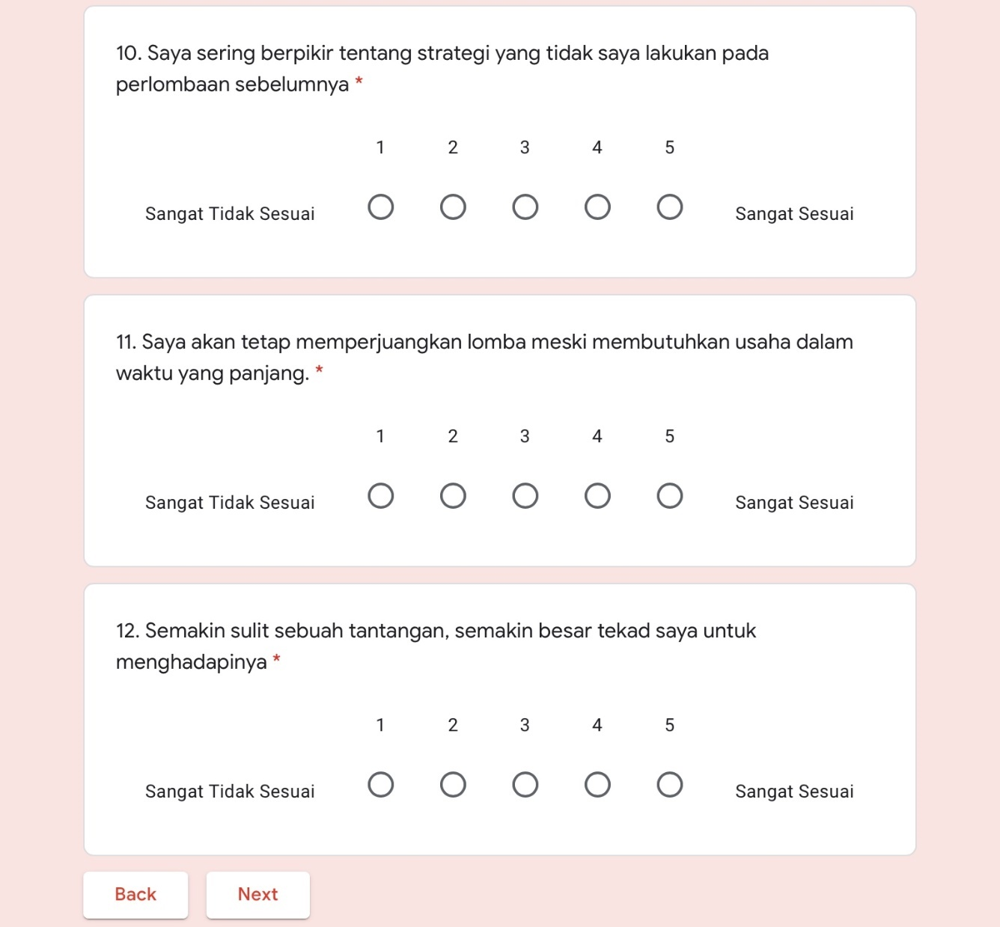 10. Saya sering berpikir tentang strategi yang tidak saya lakukan pada
perlombaan sebelumnya *
1 2 3 4 5
Sangat Tidak Sesuai Sangat Sesuai
11. Saya akan tetap memperjuangkan lomba meski membutuhkan usaha dalam
waktu yang panjang. *
1 2 3 4 5
Sangat Tidak Sesuai Sangat Sesuai
12. Semakin sulit sebuah tantangan, semakin besar tekad saya untuk
menghadapinya *
1 2 3 4 5
Sangat Tidak Sesuai Sangat Sesuai
Back Next